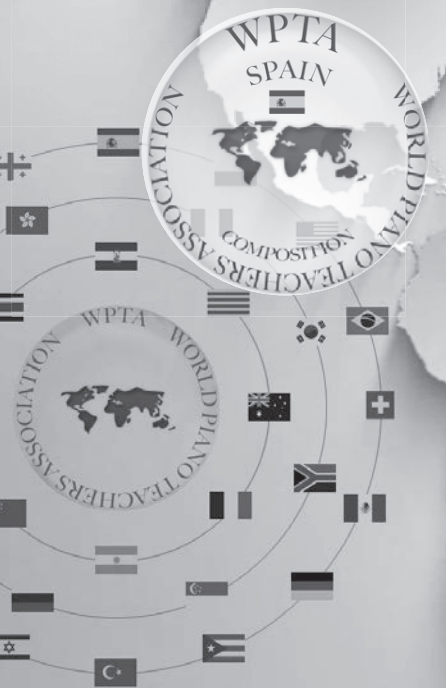 WPTA
SPAIN
WORLD PIANO TEACHERS ASSOCIATION
COMPOSITION
WPTA
WORLD PIANO TEACHERS ASSOCIATION